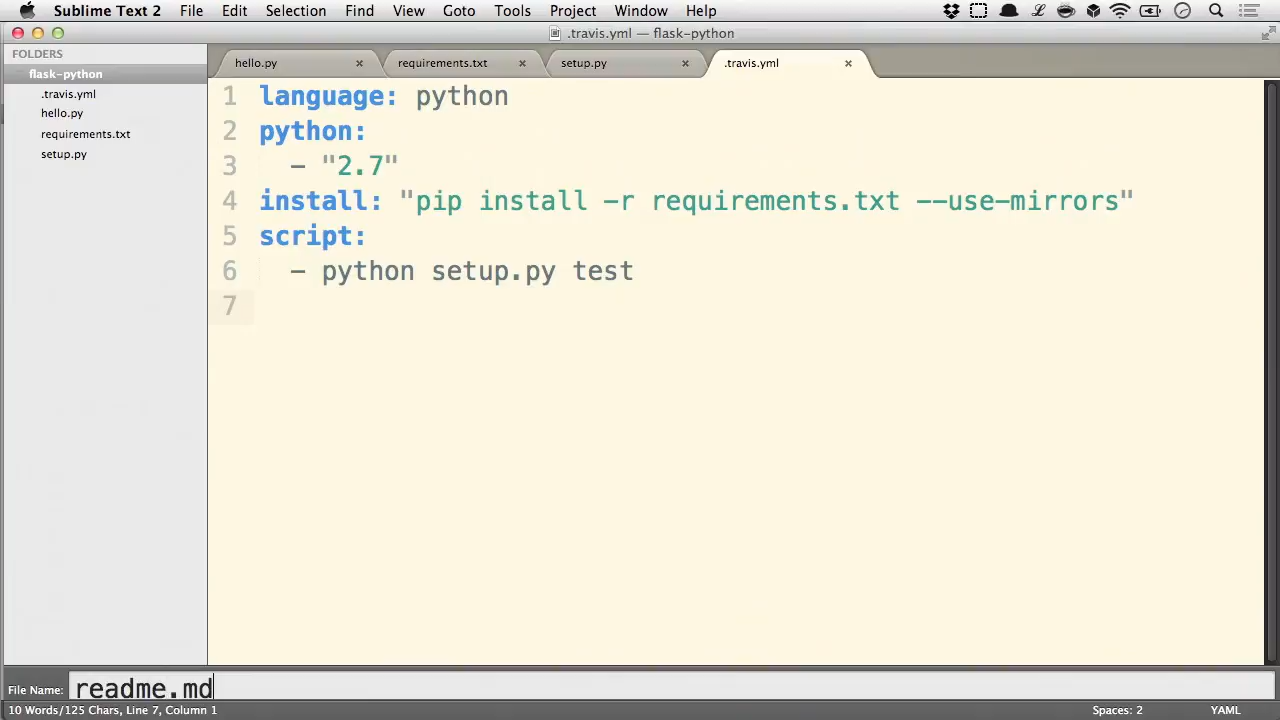 Sublime Text 2 File Edit Selection Find View Goto Tools Project Window Help
.travis.yml — flask-python
FOLDERS
flask-python
.travis.yml
hello.py
requirements.txt
setup.py
hello.py × requirements.txt × setup.py × .travis.yml ×
1 language: python
2 python:
3 - "2.7"
4 install: "pip install -r requirements.txt --use-mirrors"
5 script:
6 - python setup.py test
7
File Name: readme.md
10 Words/125 Chars, Line 7, Column 1 Spaces: 2 YAML